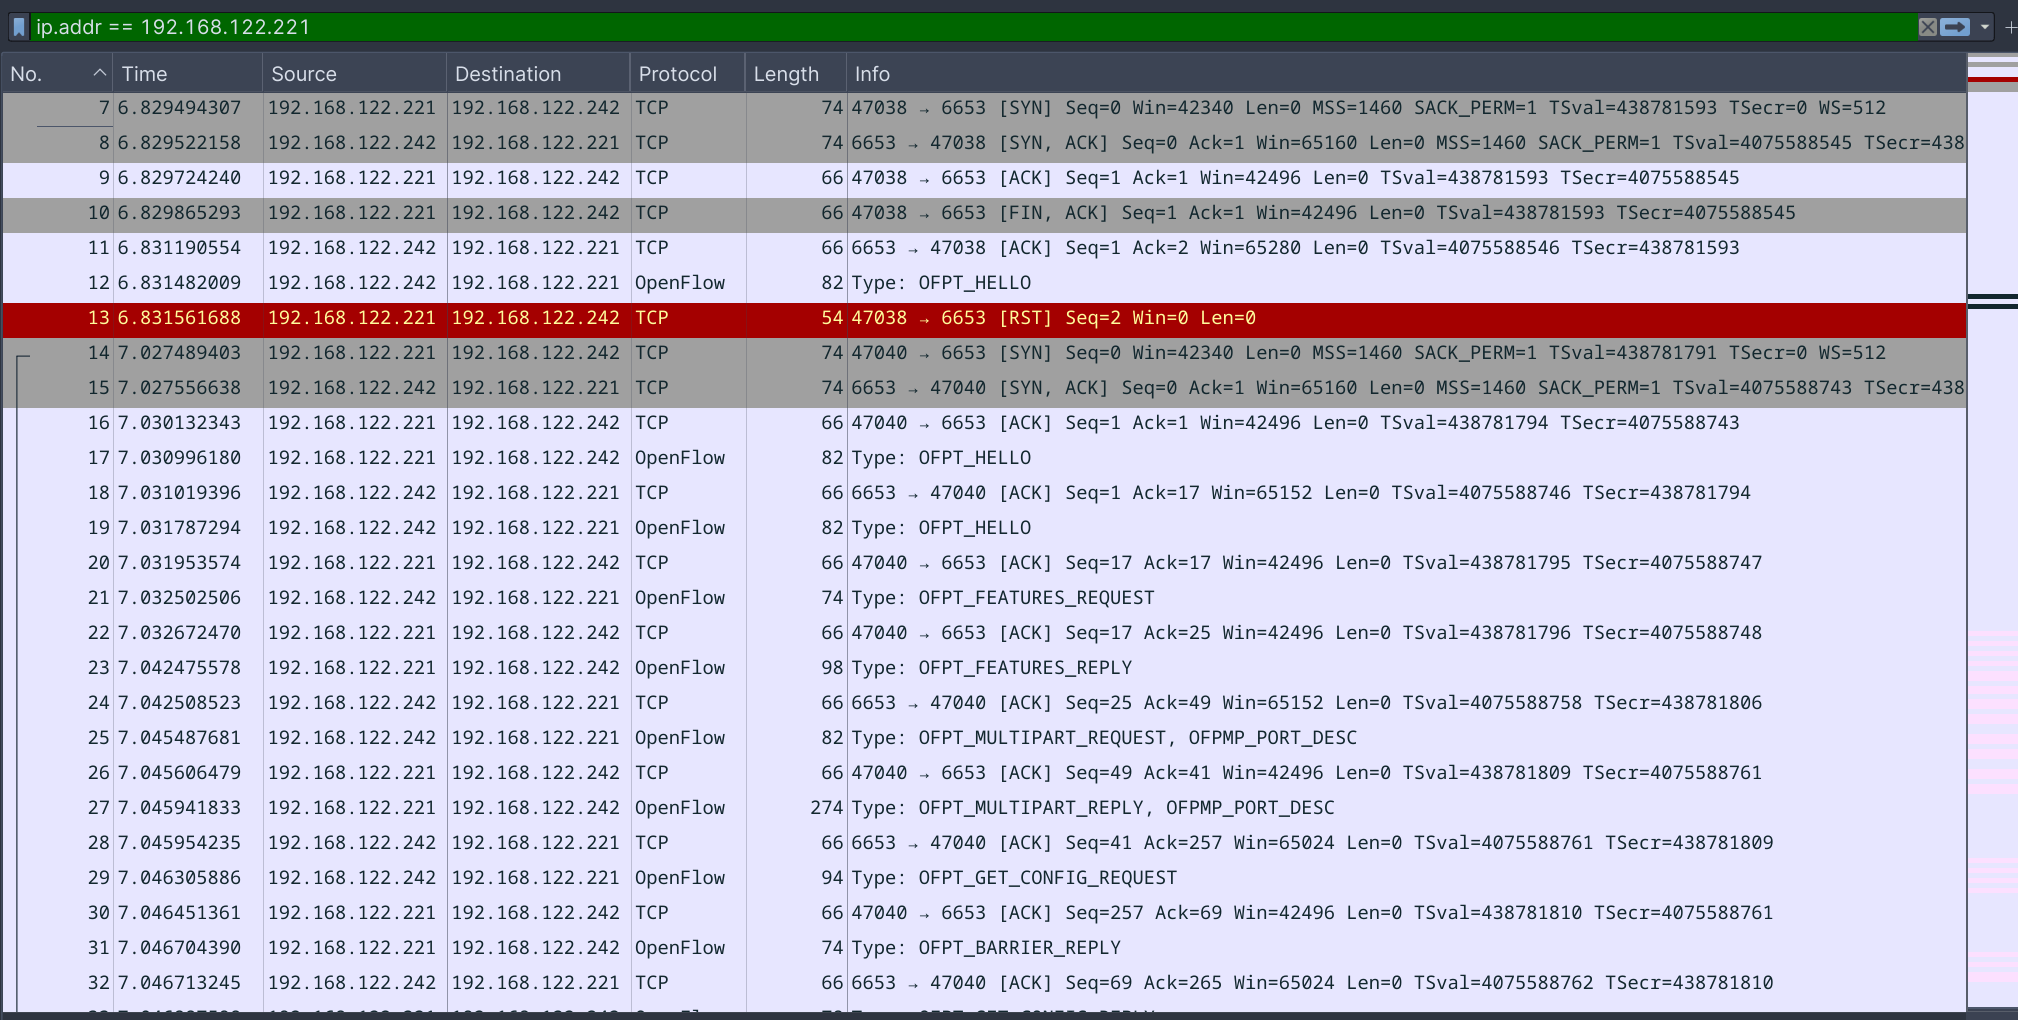 ip.addr == 192.168.122.221
No. Time Source Destination Protocol Length Info
7 6.829494307 192.168.122.221 192.168.122.242 TCP 74 47038 → 6653 [SYN] Seq=0 Win=42340 Len=0 MSS=1460 SACK_PERM=1 TSval=438781593 TSecr=0 WS=512
8 6.829522158 192.168.122.242 192.168.122.221 TCP 74 6653 → 47038 [SYN, ACK] Seq=0 Ack=1 Win=65160 Len=0 MSS=1460 SACK_PERM=1 TSval=4075588545 TSecr=438
9 6.829724240 192.168.122.221 192.168.122.242 TCP 66 47038 → 6653 [ACK] Seq=1 Ack=1 Win=42496 Len=0 TSval=438781593 TSecr=4075588545
10 6.829865293 192.168.122.221 192.168.122.242 TCP 66 47038 → 6653 [FIN, ACK] Seq=1 Ack=1 Win=42496 Len=0 TSval=438781593 TSecr=4075588545
11 6.831190554 192.168.122.242 192.168.122.221 TCP 66 6653 → 47038 [ACK] Seq=1 Ack=2 Win=65280 Len=0 TSval=4075588546 TSecr=438781593
12 6.831482009 192.168.122.242 192.168.122.221 OpenFlow 82 Type: OFPT_HELLO
13 6.831561688 192.168.122.221 192.168.122.242 TCP 54 47038 → 6653 [RST] Seq=2 Win=0 Len=0
14 7.027489403 192.168.122.221 192.168.122.242 TCP 74 47040 → 6653 [SYN] Seq=0 Win=42340 Len=0 MSS=1460 SACK_PERM=1 TSval=438781791 TSecr=0 WS=512
15 7.027556638 192.168.122.242 192.168.122.221 TCP 74 6653 → 47040 [SYN, ACK] Seq=0 Ack=1 Win=65160 Len=0 MSS=1460 SACK_PERM=1 TSval=4075588743 TSecr=438
16 7.030132343 192.168.122.221 192.168.122.242 TCP 66 47040 → 6653 [ACK] Seq=1 Ack=1 Win=42496 Len=0 TSval=438781794 TSecr=4075588743
17 7.030996180 192.168.122.221 192.168.122.242 OpenFlow 82 Type: OFPT_HELLO
18 7.031019396 192.168.122.242 192.168.122.221 TCP 66 6653 → 47040 [ACK] Seq=1 Ack=17 Win=65152 Len=0 TSval=4075588746 TSecr=438781794
19 7.031787294 192.168.122.242 192.168.122.221 OpenFlow 82 Type: OFPT_HELLO
20 7.031953574 192.168.122.221 192.168.122.242 TCP 66 47040 → 6653 [ACK] Seq=17 Ack=17 Win=42496 Len=0 TSval=438781795 TSecr=4075588747
21 7.032502506 192.168.122.242 192.168.122.221 OpenFlow 74 Type: OFPT_FEATURES_REQUEST
22 7.032672470 192.168.122.221 192.168.122.242 TCP 66 47040 → 6653 [ACK] Seq=17 Ack=25 Win=42496 Len=0 TSval=438781796 TSecr=4075588748
23 7.042475578 192.168.122.221 192.168.122.242 OpenFlow 98 Type: OFPT_FEATURES_REPLY
24 7.042508523 192.168.122.242 192.168.122.221 TCP 66 6653 → 47040 [ACK] Seq=25 Ack=49 Win=65152 Len=0 TSval=4075588758 TSecr=438781806
25 7.045487681 192.168.122.242 192.168.122.221 OpenFlow 82 Type: OFPT_MULTIPART_REQUEST, OFPMP_PORT_DESC
26 7.045606479 192.168.122.221 192.168.122.242 TCP 66 47040 → 6653 [ACK] Seq=49 Ack=41 Win=42496 Len=0 TSval=438781809 TSecr=4075588761
27 7.045941833 192.168.122.221 192.168.122.242 OpenFlow 274 Type: OFPT_MULTIPART_REPLY, OFPMP_PORT_DESC
28 7.045954235 192.168.122.242 192.168.122.221 TCP 66 6653 → 47040 [ACK] Seq=41 Ack=257 Win=65024 Len=0 TSval=4075588761 TSecr=438781809
29 7.046305886 192.168.122.242 192.168.122.221 OpenFlow 94 Type: OFPT_GET_CONFIG_REQUEST
30 7.046451361 192.168.122.221 192.168.122.242 TCP 66 47040 → 6653 [ACK] Seq=257 Ack=69 Win=42496 Len=0 TSval=438781810 TSecr=4075588761
31 7.046704390 192.168.122.221 192.168.122.242 OpenFlow 74 Type: OFPT_BARRIER_REPLY
32 7.046713245 192.168.122.242 192.168.122.221 TCP 66 6653 → 47040 [ACK] Seq=69 Ack=265 Win=65024 Len=0 TSval=4075588762 TSecr=438781810